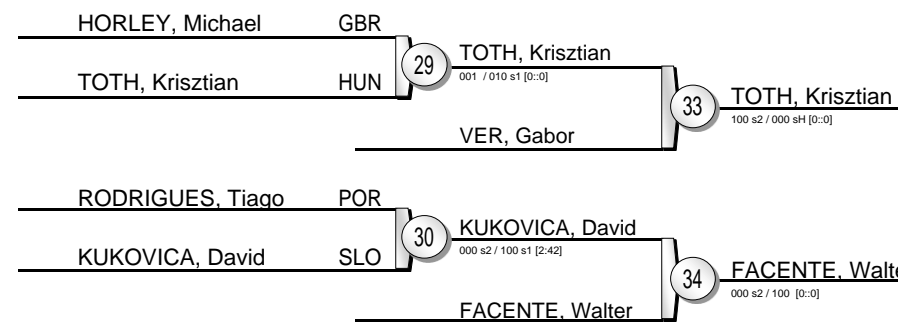 HORLEY, Michael GBR
29
TOTH, Krisztian
001 / 010 s1 [0::0]
TOTH, Krisztian HUN
33
TOTH, Krisztian
100 s2 / 000 sH [0::0]
VER, Gabor
RODRIGUES, Tiago POR
30
KUKOVICA, David
000 s2 / 100 s1 [2:42]
KUKOVICA, David SLO
34
FACENTE, Walte
000 s2 / 100 [0::0]
FACENTE, Walter